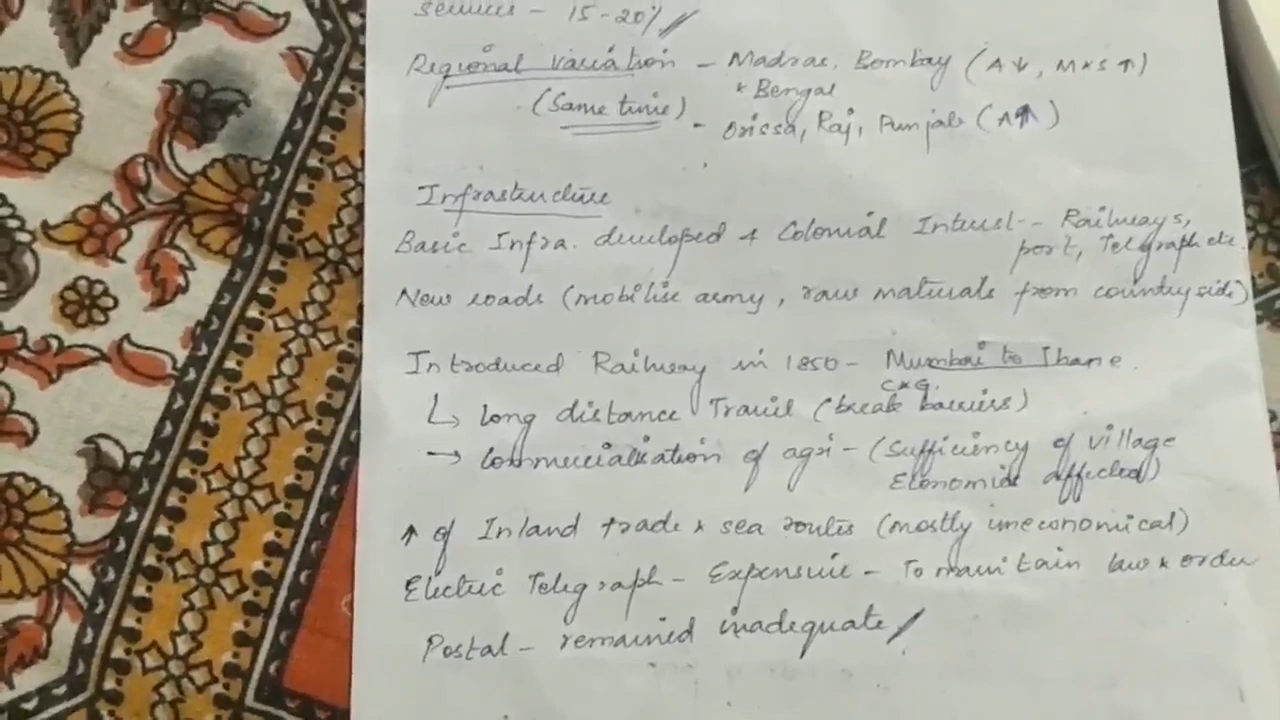 services - 15-20%
Regional variation - Madras, Bombay (A↓, M & S ↑)
& Bengal
(Same time) - Orissa, Raj, Punjab (A↑)
Infrastructure
Basic Infra. developed 4 Colonial Interest - Railways,
port, Telegraph etc.
New roads (mobilise army, raw materials from countryside)
Introduced Railway in 1850 - Mumbai to Thane.
C&G.
↳ long distance Travel (break barriers)
→ Commercialisation of agri - (Sufficiency of village
Economies affected)
↑ of Inland trade & sea routes (mostly uneconomical)
Electric Telegraph - Expensive - To maintain law & order
Postal - remained inadequate